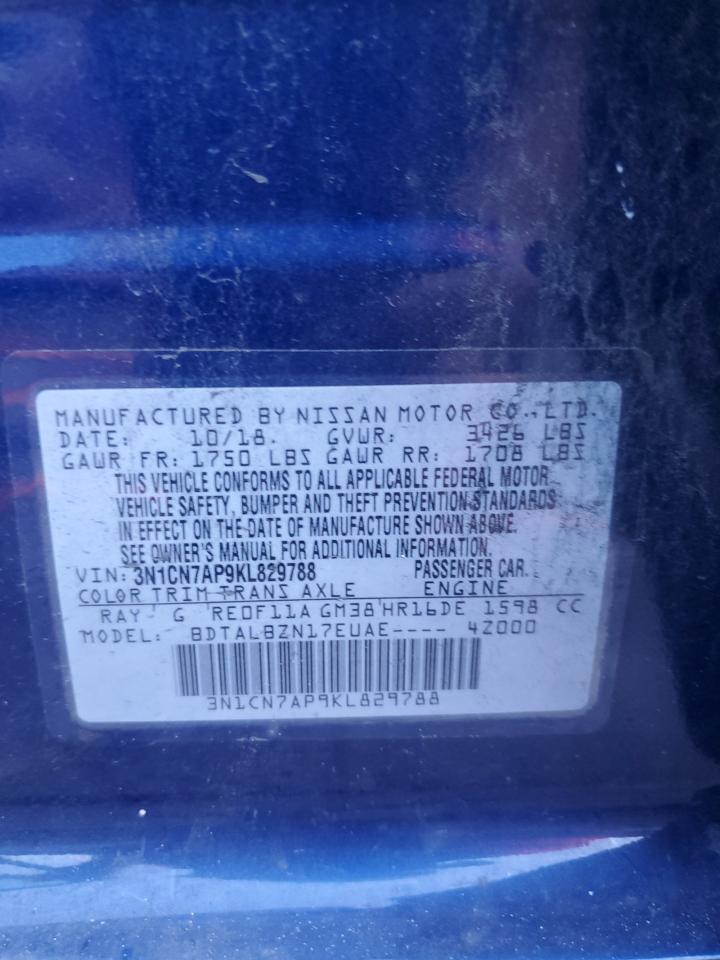 MANUFACTURED BY NISSAN MOTOR CO.,LTD.
DATE: 10/18. GVWR: 3426 LBS
GAWR FR: 1750 LBS GAWR RR: 1708 LBS
THIS VEHICLE CONFORMS TO ALL APPLICABLE FEDERAL MOTOR
VEHICLE SAFETY, BUMPER AND THEFT PREVENTION STANDARDS
IN EFFECT ON THE DATE OF MANUFACTURE SHOWN ABOVE.
SEE OWNER'S MANUAL FOR ADDITIONAL INFORMATION.
VIN: 3N1CN7AP9KL829788 PASSENGER CAR.
COLOR TRIM TRANS AXLE ENGINE
RAY G RE0F11A GM38 HR16DE 1598 CC
MODEL: BDTALBZN17EUAE---- 4Z000
3N1CN7AP9KL829788